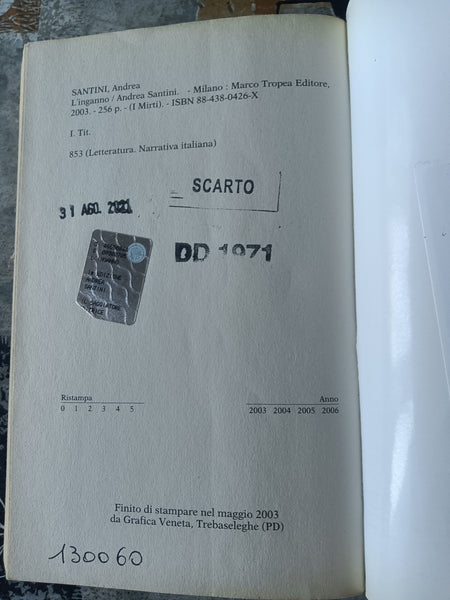 SANTINI, Andrea
L'inganno / Andrea Santini. - Milano : Marco Tropea Editore,
2003. - 256 p. - (I Mirti). - ISBN 88-438-0426-X
I. Tit.
853 (Letteratura. Narrativa italiana)
SCARTO
31 AGO. 2021
DD 1971
ANDREA
SANTINI
Ristampa
0 1 2 3 4 5
Anno
2003 2004 2005 2006
Finito di stampare nel maggio 2003
da Grafica Veneta, Trebaseleghe (PD)
130060